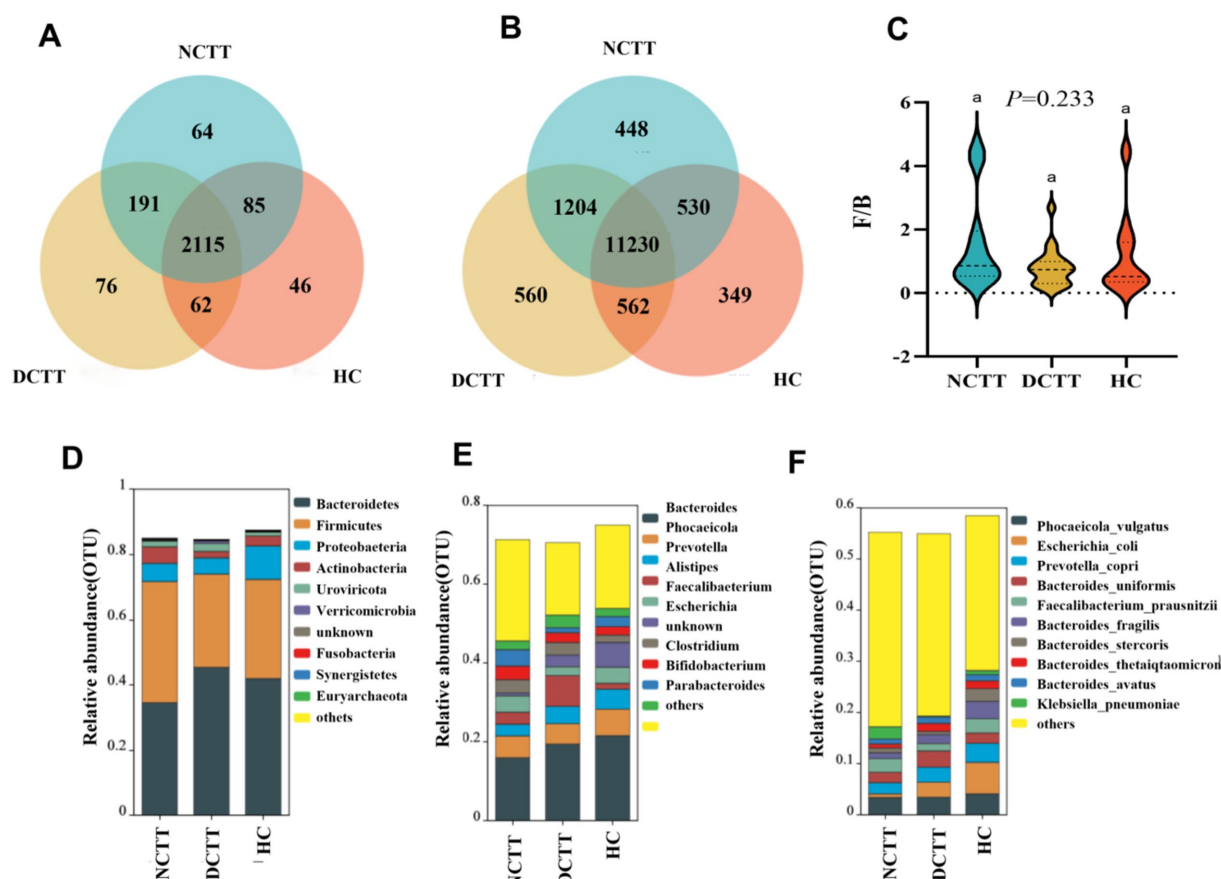 A
NCTT
64
191
85
2115
76
62
46
DCTT
HC
B
NCTT
448
1204
530
11230
560
562
349
DCTT
HC
C
P=0.233
a
a
a
F/B
6
4
2
0
-2
NCTT
DCTT
HC
D
Relative abundance(OTU)
1
0.8
0.6
0.4
0.2
0
NCTT
DCTT
HC
Bacteroidetes
Firmicutes
Proteobaeteria
Actinobacteria
Uroviricota
Verricomicrobia
unknown
Fusobacteria
Synergistetes
Euryarchaeota
othets
E
Relative abundance(OTU)
0.8
0.6
0.4
0.2
0
NCTT
DCTT
HC
Bacteroides
Phocaeicola
Prevotella
Alistipes
Faecalibaeterium
Escherichia
unknown
Clostridium
Bifidobacterium
Parabacteroides
others
F
Relative abundance(OTU)
0.6
0.5
0.4
0.3
0.2
0.1
0
NCTT
DCTT
HC
Phocaeicola_vulgatus
Escherichia_coli
Prevotella_copri
Bacteroides_uniformis
Faecalibacterium_prausnitzii
Bacteroides_fragilis
Bacteroides_stercoris
Bacteroides_thetaiqtaomicron
Bacteroides_avatus
Klebsiella_pneumoniae
others